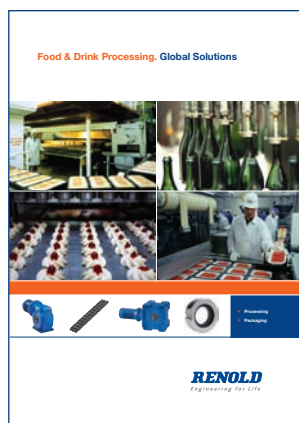 Food & Drink Processing. Global Solutions
• Processing
• Packaging
RENOLD
Engineering for Life